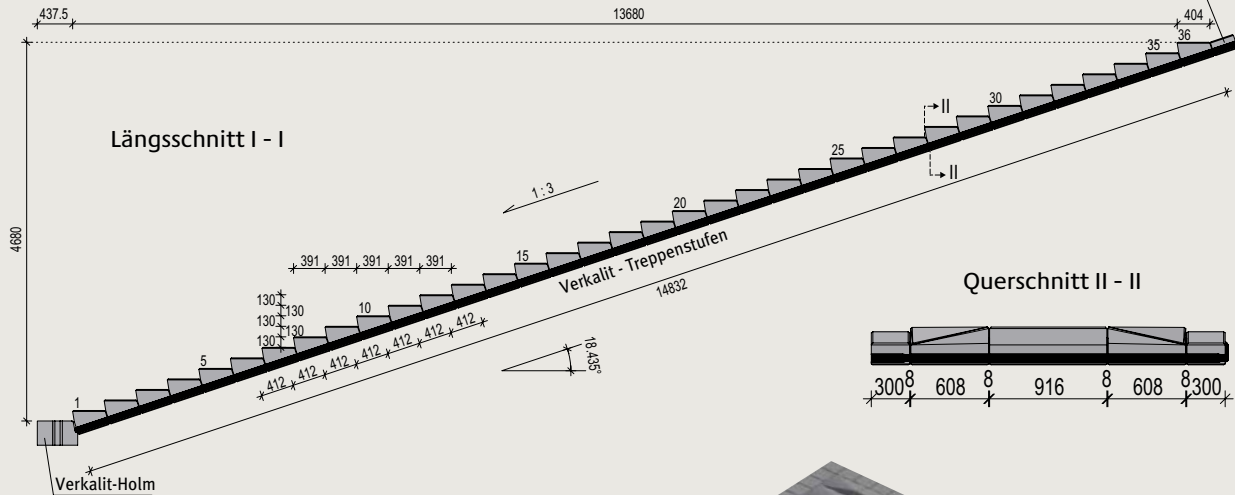 437.5 13680 404
35 36
II
30
Längsschnitt I - I
25
II
1 : 3
20
4680
15
Verkalit - Treppenstufen
391 391 391 391 391
14832
Querschnitt II - II
130
130
10
130
130
130
412 412 412 412 412 412 412
18.435°
5
1
300 8 608 8 916 8 608 8 300
Verkalit-Holm